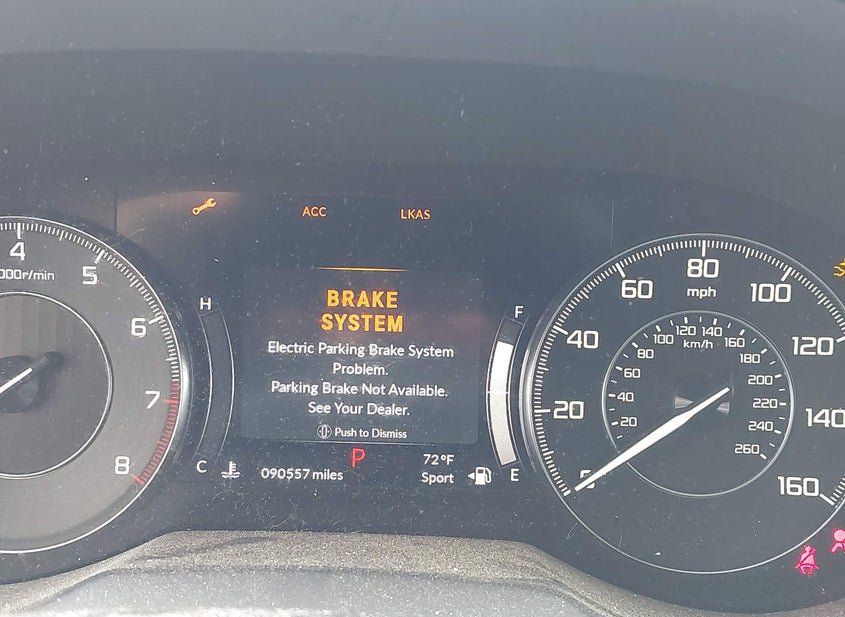 ACC
LKAS
4
5
6
7
8
000r/min
H
C
BRAKE
SYSTEM
Electric Parking Brake System
Problem.
Parking Brake Not Available.
See Your Dealer.
Push to Dismiss
090557 miles
P
72°F
Sport
F
E
20
40
60
80
100
120
140
160
mph
20
40
60
80
100
120
140
160
180
200
220
240
260
km/h